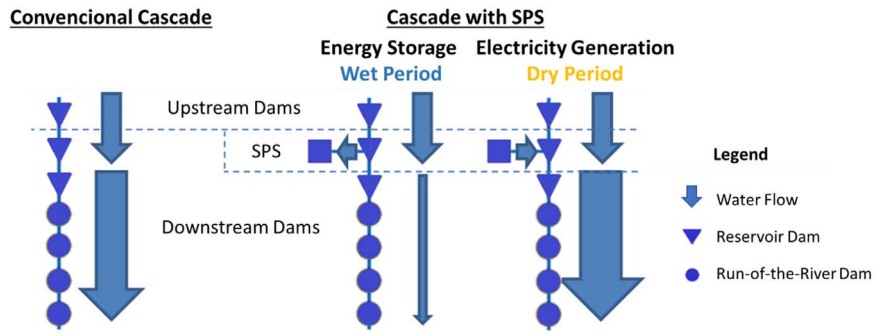 Convencional Cascade
Cascade with SPS
Energy Storage
Electricity Generation
Wet Period
Dry Period
Upstream Dams
SPS
Downstream Dams
Legend
Water Flow
Reservoir Dam
Run-of-the-River Dam